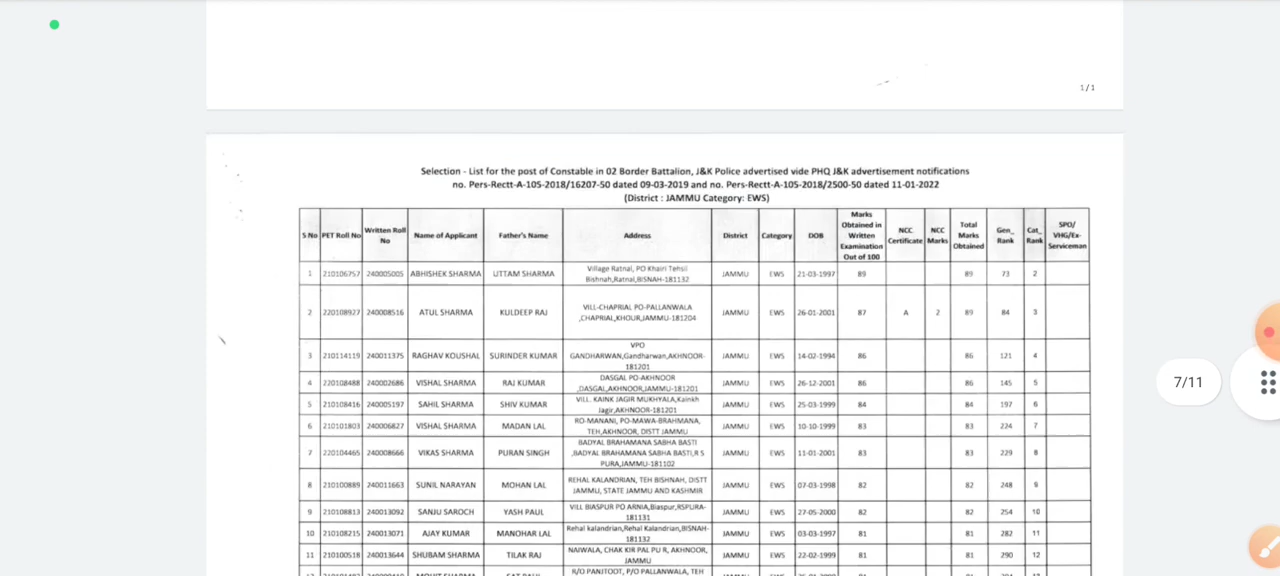 1/1
Selection - List for the post of Constable in 02 Border Battalion, J&K Police advertised vide PHQ J&K advertisement notifications
no. Pers-Rectt-A-105-2018/16207-50 dated 09-03-2019 and no. Pers-Rectt-A-105-2018/2500-50 dated 11-01-2022
(District : JAMMU Category: EWS)
S No PET Roll No Written Roll No Name of Applicant Father's Name Address District Category DOB Marks Obtained in Written Examination Out of 100 NCC Certificate NCC Marks Total Marks Obtained Gen_ Rank Cat_ Rank SPO/ VHG/Ex- Serviceman
1 210106757 240005005 ABHISHEK SHARMA UTTAM SHARMA Village Ratnal, PO Khairi Tehsil Bishnah,Ratnal,BISNAH-181132 JAMMU EWS 21-03-1997 89 89 73 2
2 220108927 240008516 ATUL SHARMA KULDEEP RAJ VILL-CHAPRIAL PO-PALLANWALA ,CHAPRIAL,KHOUR,JAMMU-181204 JAMMU EWS 26-01-2001 87 A 2 89 84 3
3 210114119 240011375 RAGHAV KOUSHAL SURINDER KUMAR VPO GANDHARWAN,Gandharwan,AKHNOOR-181201 JAMMU EWS 14-02-1994 86 86 121 4
4 220108488 240002686 VISHAL SHARMA RAJ KUMAR DASGAL PO-AKHNOOR ,DASGAL,AKHNOOR,JAMMU-181201 JAMMU EWS 26-12-2001 86 86 145 5
5 210108416 240005197 SAHIL SHARMA SHIV KUMAR VILL. KAINK JAGIR MUKHYALA,Kainkh Jagir,AKHNOOR-181201 JAMMU EWS 25-03-1999 84 84 197 6
6 210101803 240006827 VISHAL SHARMA MADAN LAL RO-MANANI, PO-MAWA-BRAHMANA, TEH,AKHNOOR, DISTT JAMMU JAMMU EWS 10-10-1999 83 83 224 7
7 220104465 240008666 VIKAS SHARMA PURAN SINGH BADYAL BRAHAMANA SABHA BASTI ,BADYAL BRAHAMANA SABHA BASTI,R S PURA,JAMMU-181102 JAMMU EWS 11-01-2001 83 83 229 8
8 210100889 240011663 SUNIL NARAYAN MOHAN LAL REHAL KALANDRIAN, TEH BISHNAH, DISTT JAMMU, STATE JAMMU AND KASHMIR JAMMU EWS 07-03-1998 82 82 248 9
9 210108813 240013092 SANJU SAROCH YASH PAUL VILL BIASPUR PO ARNIA,Biaspur,RSPURA-181131 JAMMU EWS 27-05-2000 82 82 254 10
10 210108215 240013071 AJAY KUMAR MANOHAR LAL Rehal kalandrian,Rehal Kalandrian,BISNAH-181132 JAMMU EWS 03-03-1997 81 81 282 11
11 210100518 240013644 SHUBAM SHARMA TILAK RAJ NAIWALA, CHAK KIR PAL PU R, AKHNOOR, JAMMU JAMMU EWS 22-02-1999 81 81 290 12
R/O PANJTOOT, P/O PALLANWALA, TEH
7/11